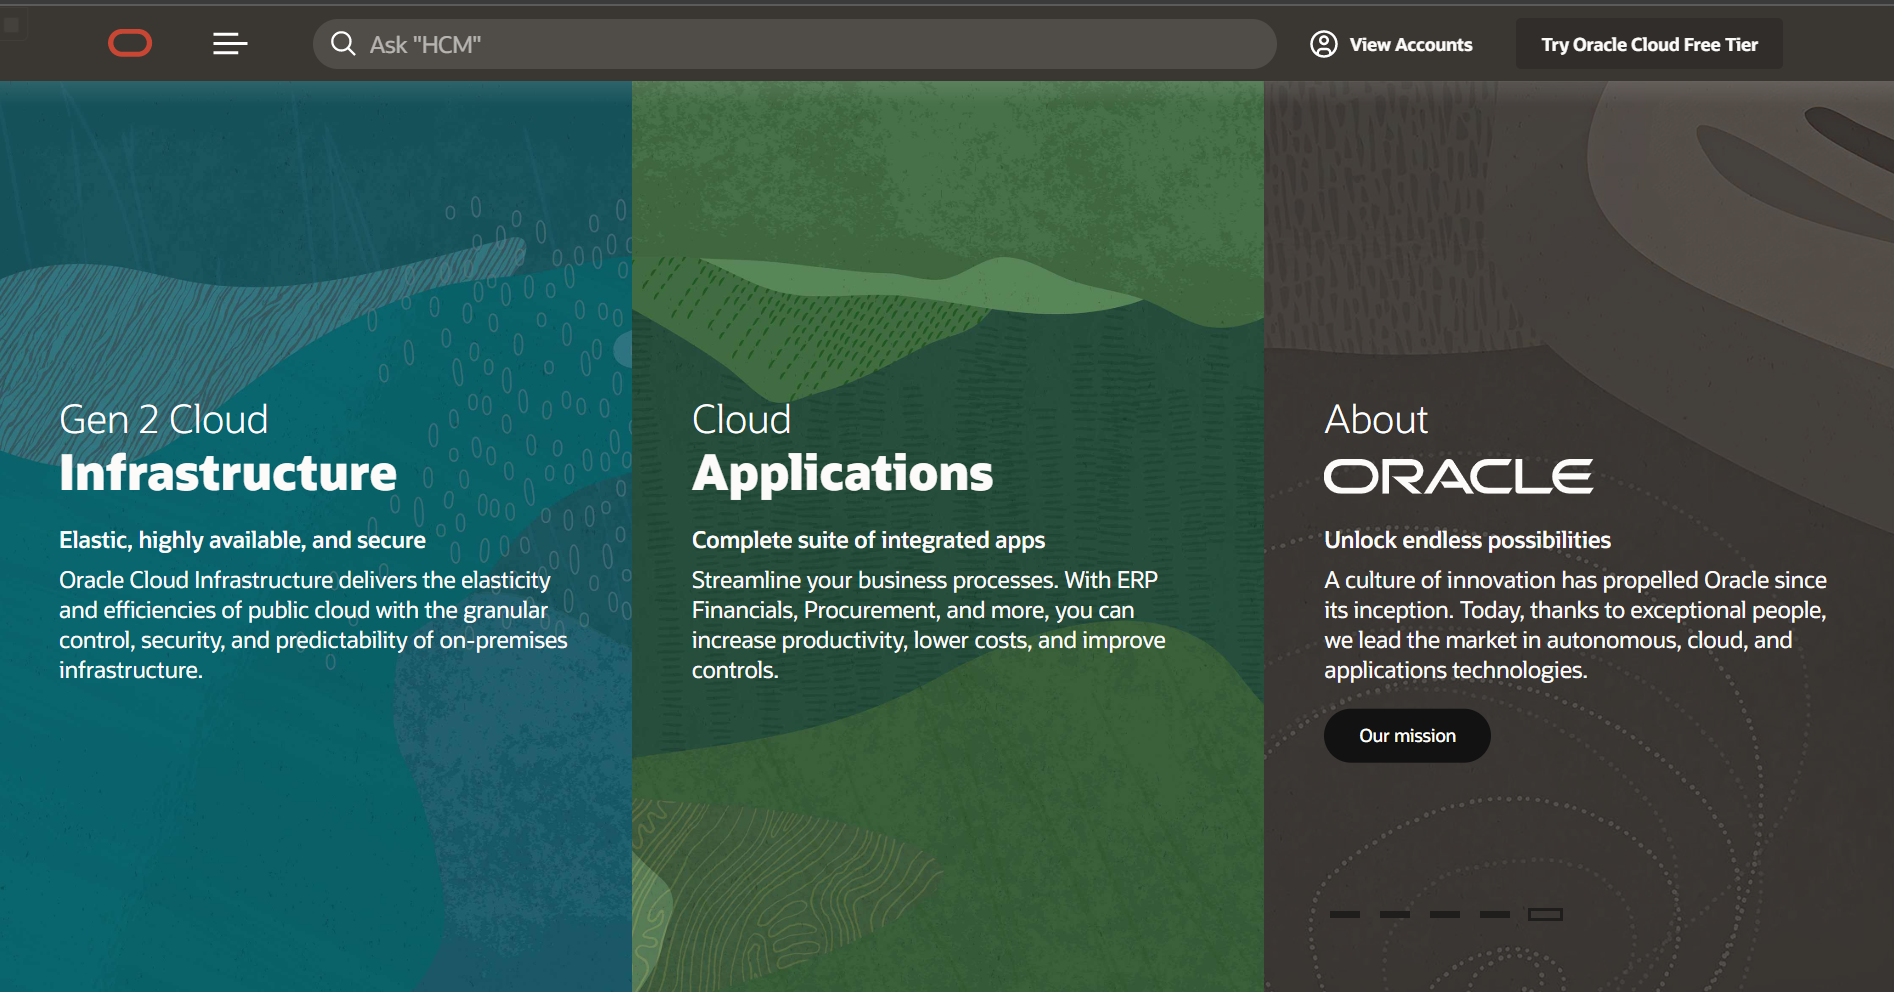 Ask "HCM"
View Accounts
Try Oracle Cloud Free Tier
Gen 2 Cloud
Infrastructure
Elastic, highly available, and secure
Oracle Cloud Infrastructure delivers the elasticity
and efficiencies of public cloud with the granular
control, security, and predictability of on-premises
infrastructure.
Cloud
Applications
Complete suite of integrated apps
Streamline your business processes. With ERP
Financials, Procurement, and more, you can
increase productivity, lower costs, and improve
controls.
About
ORACLE
Unlock endless possibilities
A culture of innovation has propelled Oracle since
its inception. Today, thanks to exceptional people,
we lead the market in autonomous, cloud, and
applications technologies.
Our mission